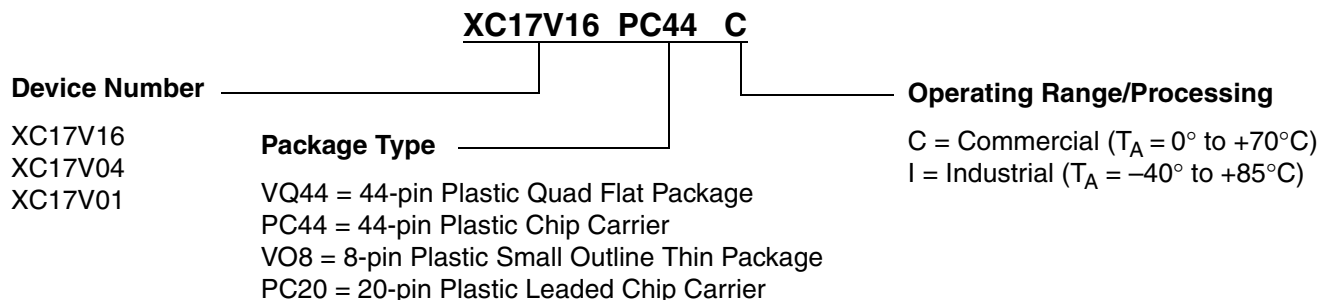 XC17V16 PC44 C
Device Number
XC17V16
XC17V04
XC17V01
Package Type
VQ44 = 44-pin Plastic Quad Flat Package
PC44 = 44-pin Plastic Chip Carrier
VO8 = 8-pin Plastic Small Outline Thin Package
PC20 = 20-pin Plastic Leaded Chip Carrier
Operating Range/Processing
C = Commercial (TA = 0° to +70°C)
I = Industrial (TA = –40° to +85°C)